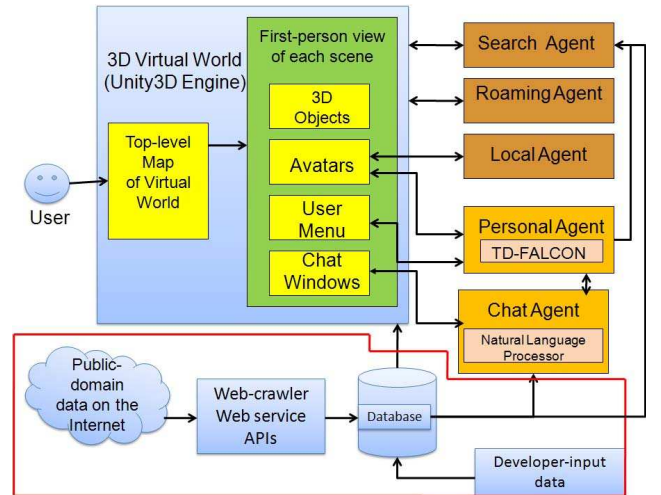 3D Virtual World
(Unity3D Engine)
First-person view
of each scene
3D
Objects
Avatars
User
Menu
Chat
Windows
Top-level
Map
of Virtual
World
User
Search Agent
Roaming Agent
Local Agent
Personal Agent
TD-FALCON
Chat Agent
Natural Language
Processor
Public-
domain
data on the
Internet
Web-crawler
Web service
APIs
Database
Developer-input
data